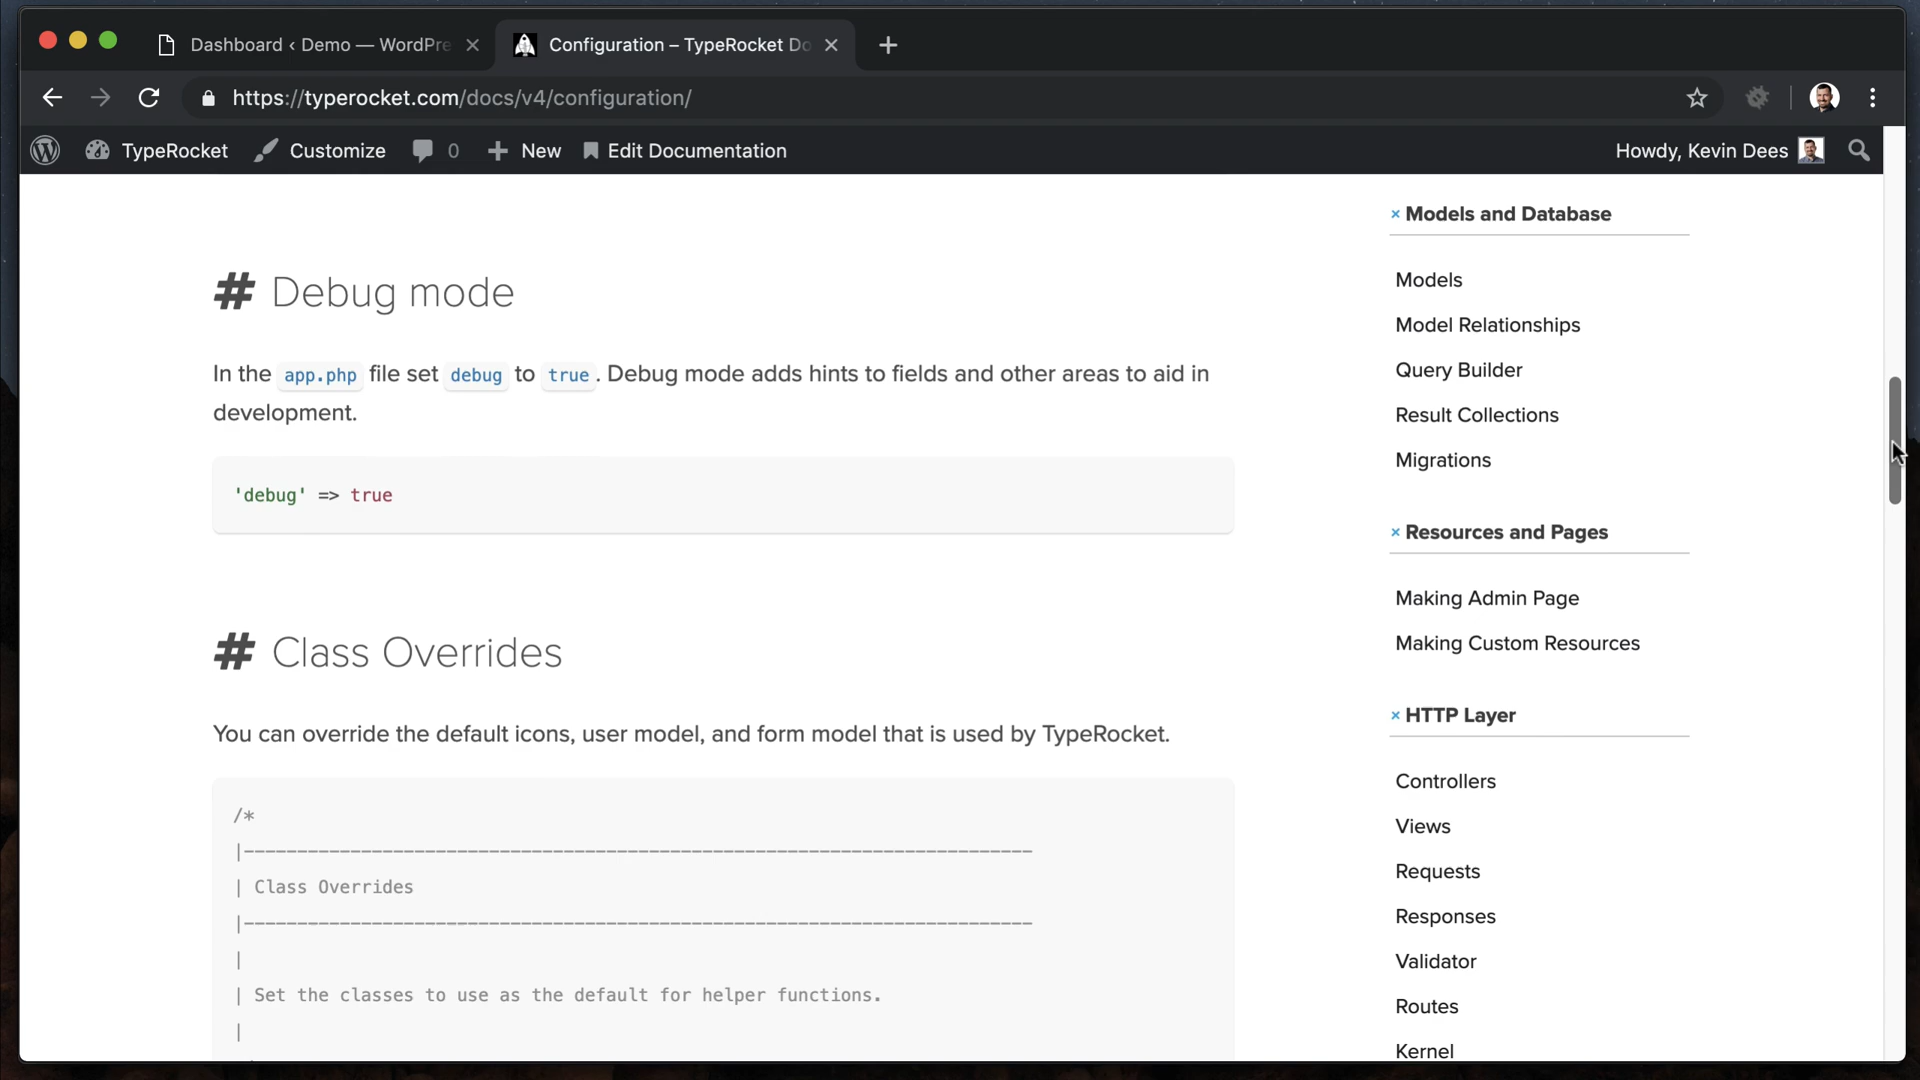 Dashboard ‹ Demo — WordPre
Configuration – TypeRocket Do
https://typerocket.com/docs/v4/configuration/
TypeRocket
Customize
0
New
Edit Documentation
Howdy, Kevin Dees
# Debug mode
In the app.php file set debug to true. Debug mode adds hints to fields and other areas to aid in
development.
'debug' => true
# Class Overrides
You can override the default icons, user model, and form model that is used by TypeRocket.
/*
|--------------------------------------------------------------------------
| Class Overrides
|--------------------------------------------------------------------------
|
| Set the classes to use as the default for helper functions.
|
× Models and Database
Models
Model Relationships
Query Builder
Result Collections
Migrations
× Resources and Pages
Making Admin Page
Making Custom Resources
× HTTP Layer
Controllers
Views
Requests
Responses
Validator
Routes
Kernel